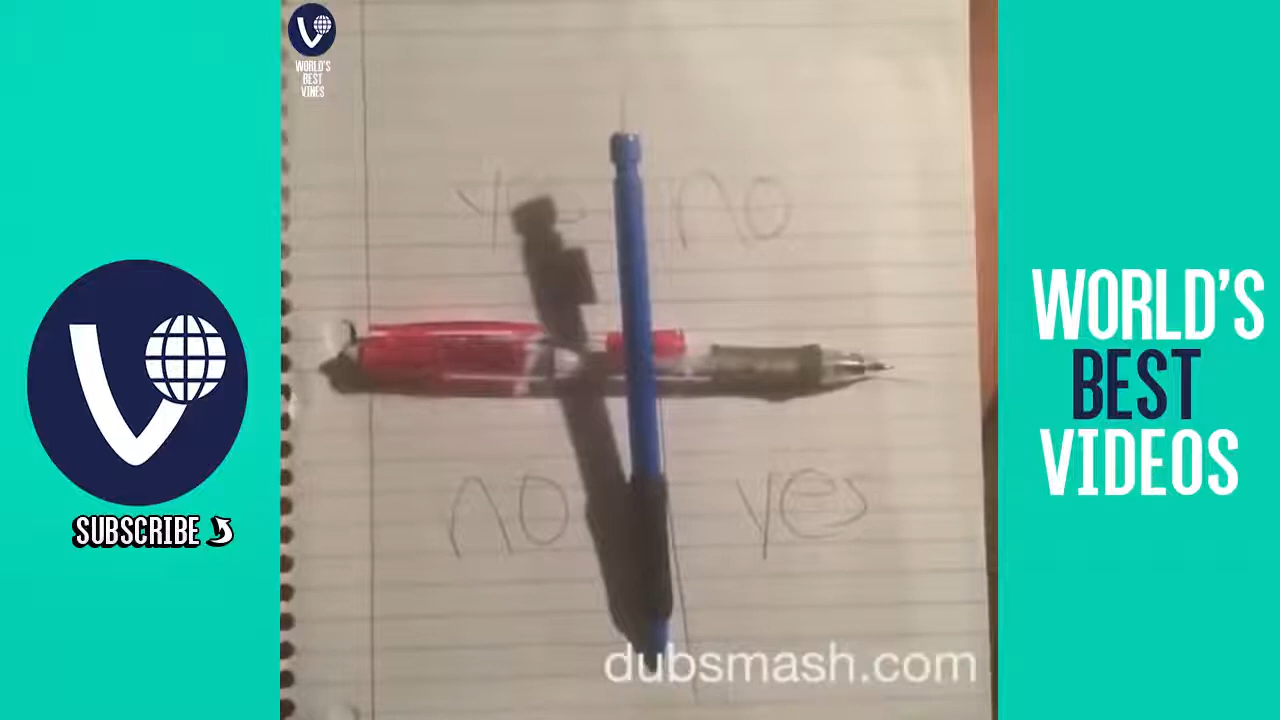 WORLD'S
BEST
VINES
yes no
no yes
dubsmash.com
SUBSCRIBE
WORLD'S
BEST
VIDEOS